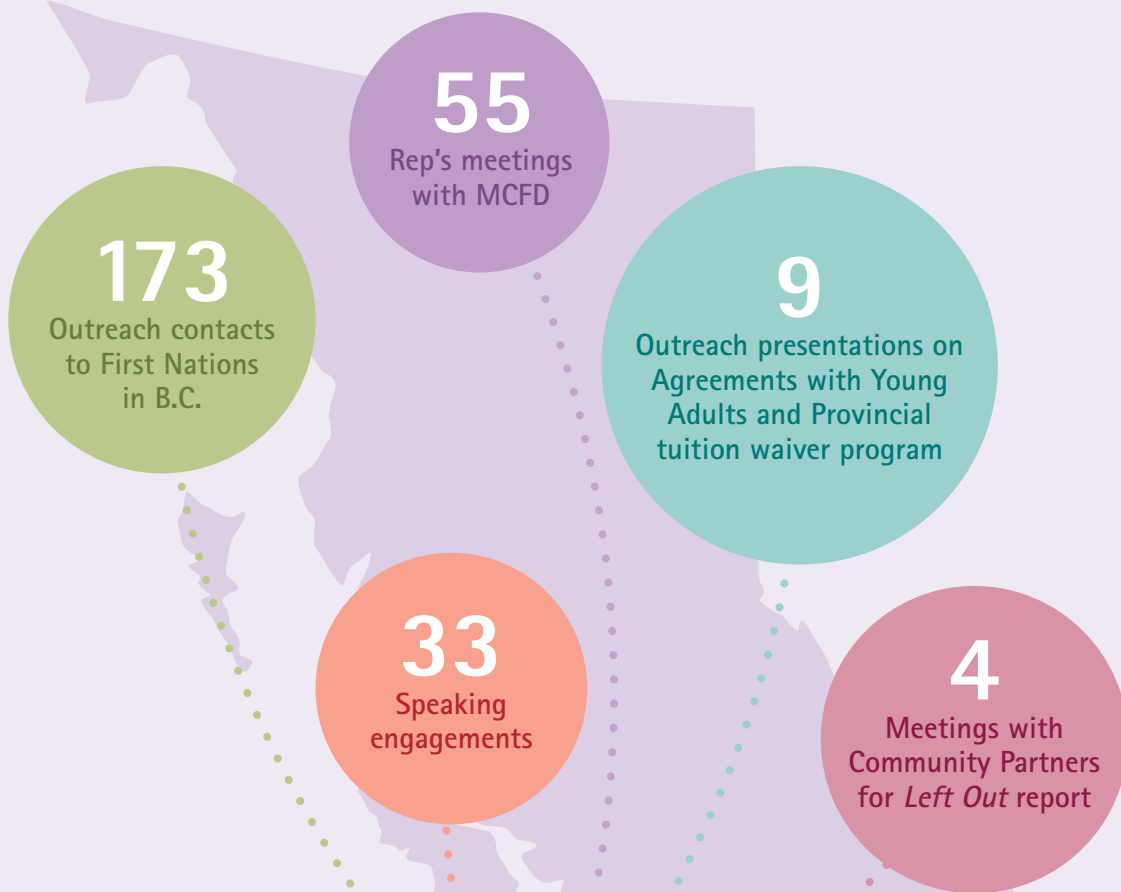 55
Rep's meetings
with MCFD
173
Outreach contacts
to First Nations
in B.C.
9
Outreach presentations on
Agreements with Young
Adults and Provincial
tuition waiver program
33
Speaking
engagements
4
Meetings with
Community Partners
for Left Out report